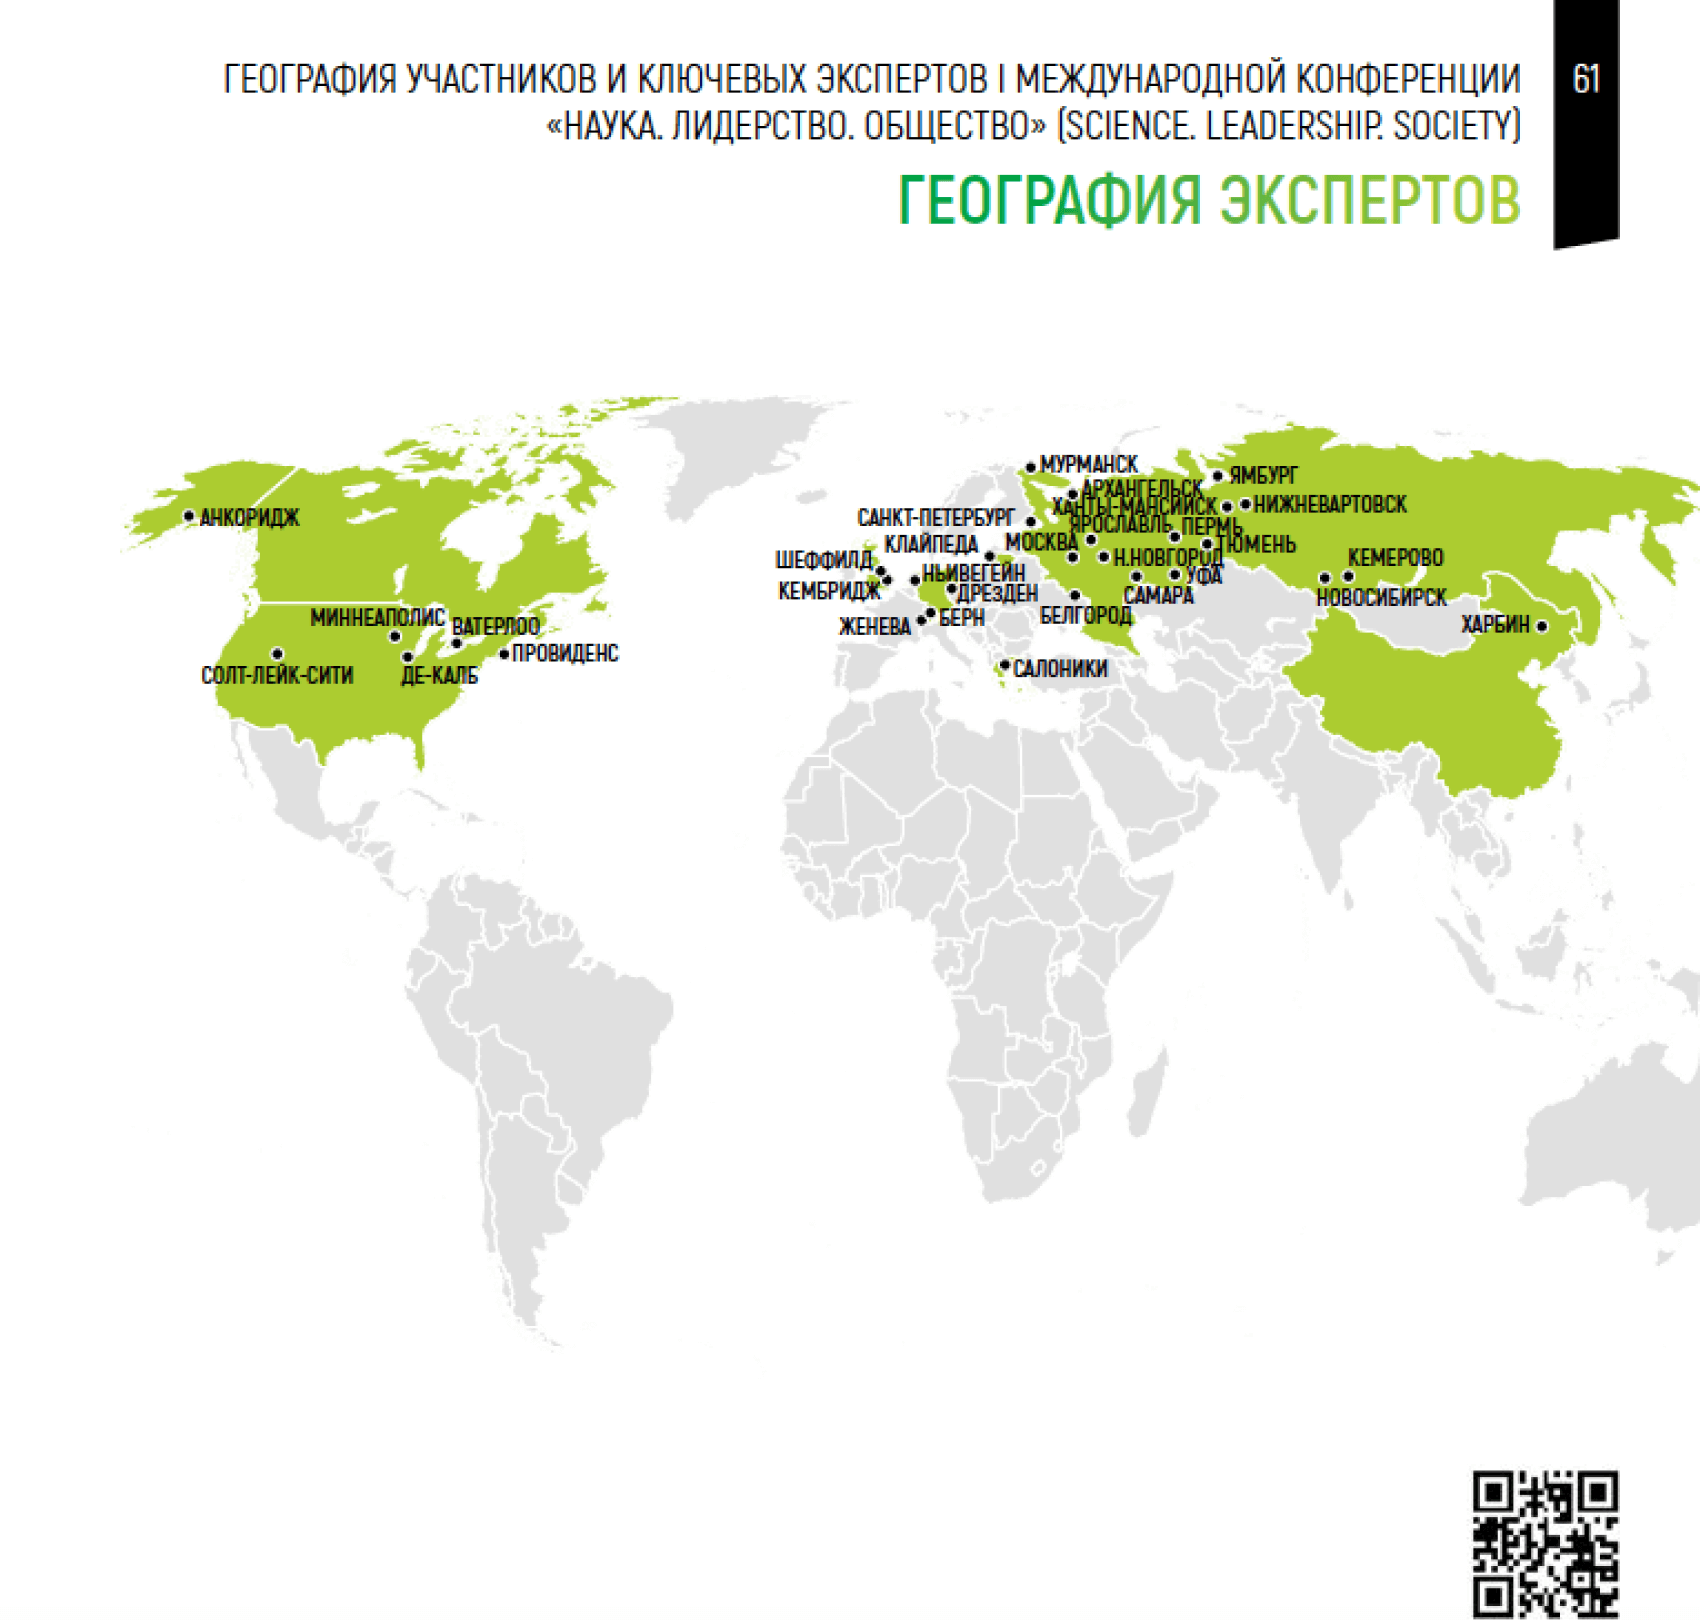 ГЕОГРАФИЯ УЧАСТНИКОВ И КЛЮЧЕВЫХ ЭКСПЕРТОВ I МЕЖДУНАРОДНОЙ КОНФЕРЕНЦИИ
«НАУКА. ЛИДЕРСТВО. ОБЩЕСТВО» (SCIENCE. LEADERSHIP. SOCIETY)
61
ГЕОГРАФИЯ ЭКСПЕРТОВ
МУРМАНСК
ЯМБУРГ
АРХАНГЕЛЬСК
ХАНТЫ-МАНСИЙСК
НИЖНЕВАРТОВСК
АНКОРИДЖ
САНКТ-ПЕТЕРБУРГ
ЯРОСЛАВЛЬ
ПЕРМЬ
КЛАЙПЕДА
МОСКВА
ТЮМЕНЬ
ШЕФФИЛД
Н.НОВГОРОД
КЕМЕРОВО
НЬИВЕГЕЙН
УФА
КЕМБРИДЖ
ДРЕЗДЕН
САМАРА
НОВОСИБИРСК
МИННЕАПОЛИС
ВАТЕРЛОО
ЖЕНЕВА
БЕРН
БЕЛГОРОД
ХАРБИН
ПРОВИДЕНС
СОЛТ-ЛЕЙК-СИТИ
ДЕ-КАЛБ
САЛОНИКИ